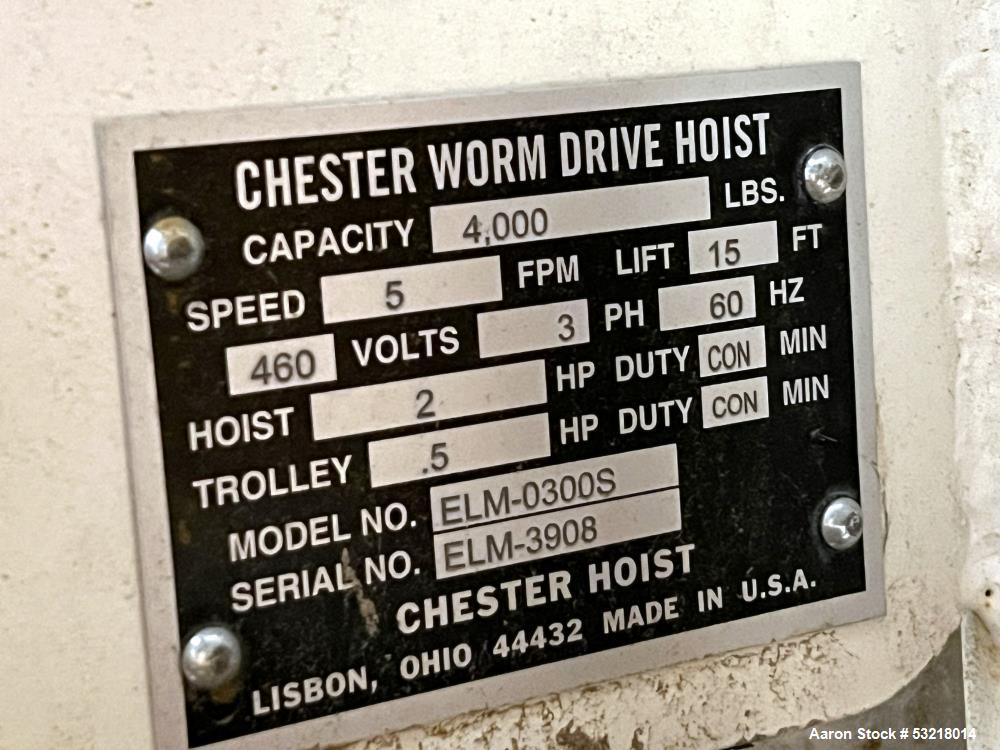 CHESTER WORM DRIVE HOIST
CAPACITY 4,000 LBS.
SPEED 5 FPM LIFT 15 FT
460 VOLTS 3 PH 60 HZ
HOIST 2 HP DUTY CON MIN
TROLLEY .5 HP DUTY CON MIN
MODEL NO. ELM-0300S
SERIAL NO. ELM-3908
CHESTER HOIST
LISBON, OHIO 44432 MADE IN U.S.A.
Aaron Stock # 53218014